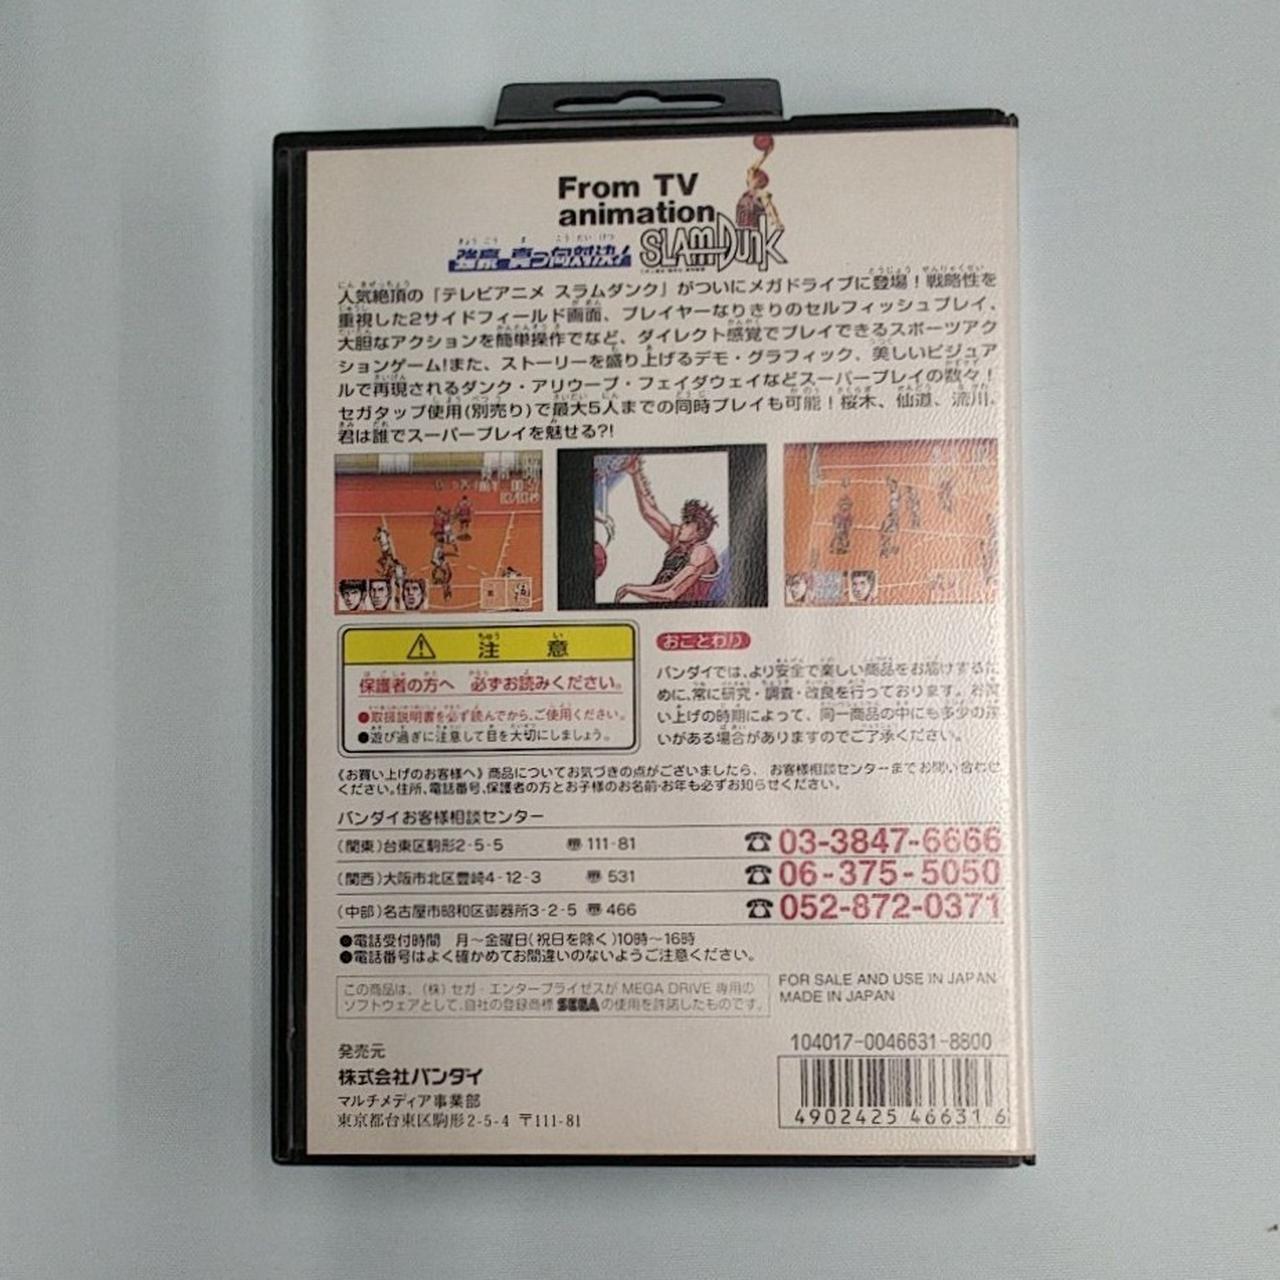 From TV
animation
強豪 真っ向対決!
SLAM DUNK
人気絶頂の「テレビアニメ スラムダンク」がついにメガドライブに登場!戦略性を
重視した2サイドフィールド画面、プレイヤーなりきりのセルフィッシュプレイ、
大胆なアクションを簡単操作でなど、ダイレクト感覚でプレイできるスポーツアク
ションゲーム!また、ストーリーを盛り上げるデモ・グラフィック、美しいビジュア
ルで再現されるダンク・アリウープ・フェイダウェイなどスーパープレイの数々!
セガタップ使用(別売り)で最大5人までの同時プレイも可能!桜木、仙道、流川、
君は誰でスーパープレイを魅せる?!
注意
保護者の方へ 必ずお読みください。
●取扱説明書を必ず読んでから、ご使用ください。
●遊び過ぎに注意して目を大切にしましょう。
おことわり
バンダイでは、より安全で楽しい商品をお届けするた
めに、常に研究・調査・改良を行っております。お買
い上げの時期によって、同一商品の中にも多少の違
いがある場合がありますのでご了承ください。
《お買い上げのお客様へ》商品についてお気づきの点がございましたら、お客様相談センターまでお問い合わせ
ください。住所、電話番号、保護者の方とお子様のお名前・お年も必ずお知らせください。
バンダイお客様相談センター
(関東)台東区駒形2-5-5 〠111-81 ☎03-3847-6666
(関西)大阪市北区豊崎4-12-3 〠531 ☎06-375-5050
(中部)名古屋市昭和区御器所3-2-5 〠466 ☎052-872-0371
●電話受付時間 月〜金曜日(祝日を除く)10時〜16時
●電話番号はよく確かめてお間違いのないようご注意ください。
この商品は、(株)セガ・エンタープライゼスがMEGA DRIVE 専用の
ソフトウェアとして、自社の登録商標 SEGA の使用を許諾したものです。
FOR SALE AND USE IN JAPAN
MADE IN JAPAN
発売元
株式会社バンダイ
マルチメディア事業部
東京都台東区駒形2-5-4 〒111-81
104017-0046631-8800
4902425 466316